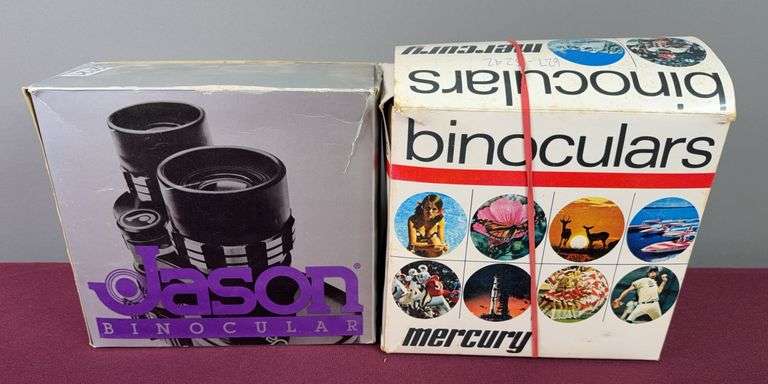 Jason®
BINOCULAR
mercury
binoculars
binoculars
mercury